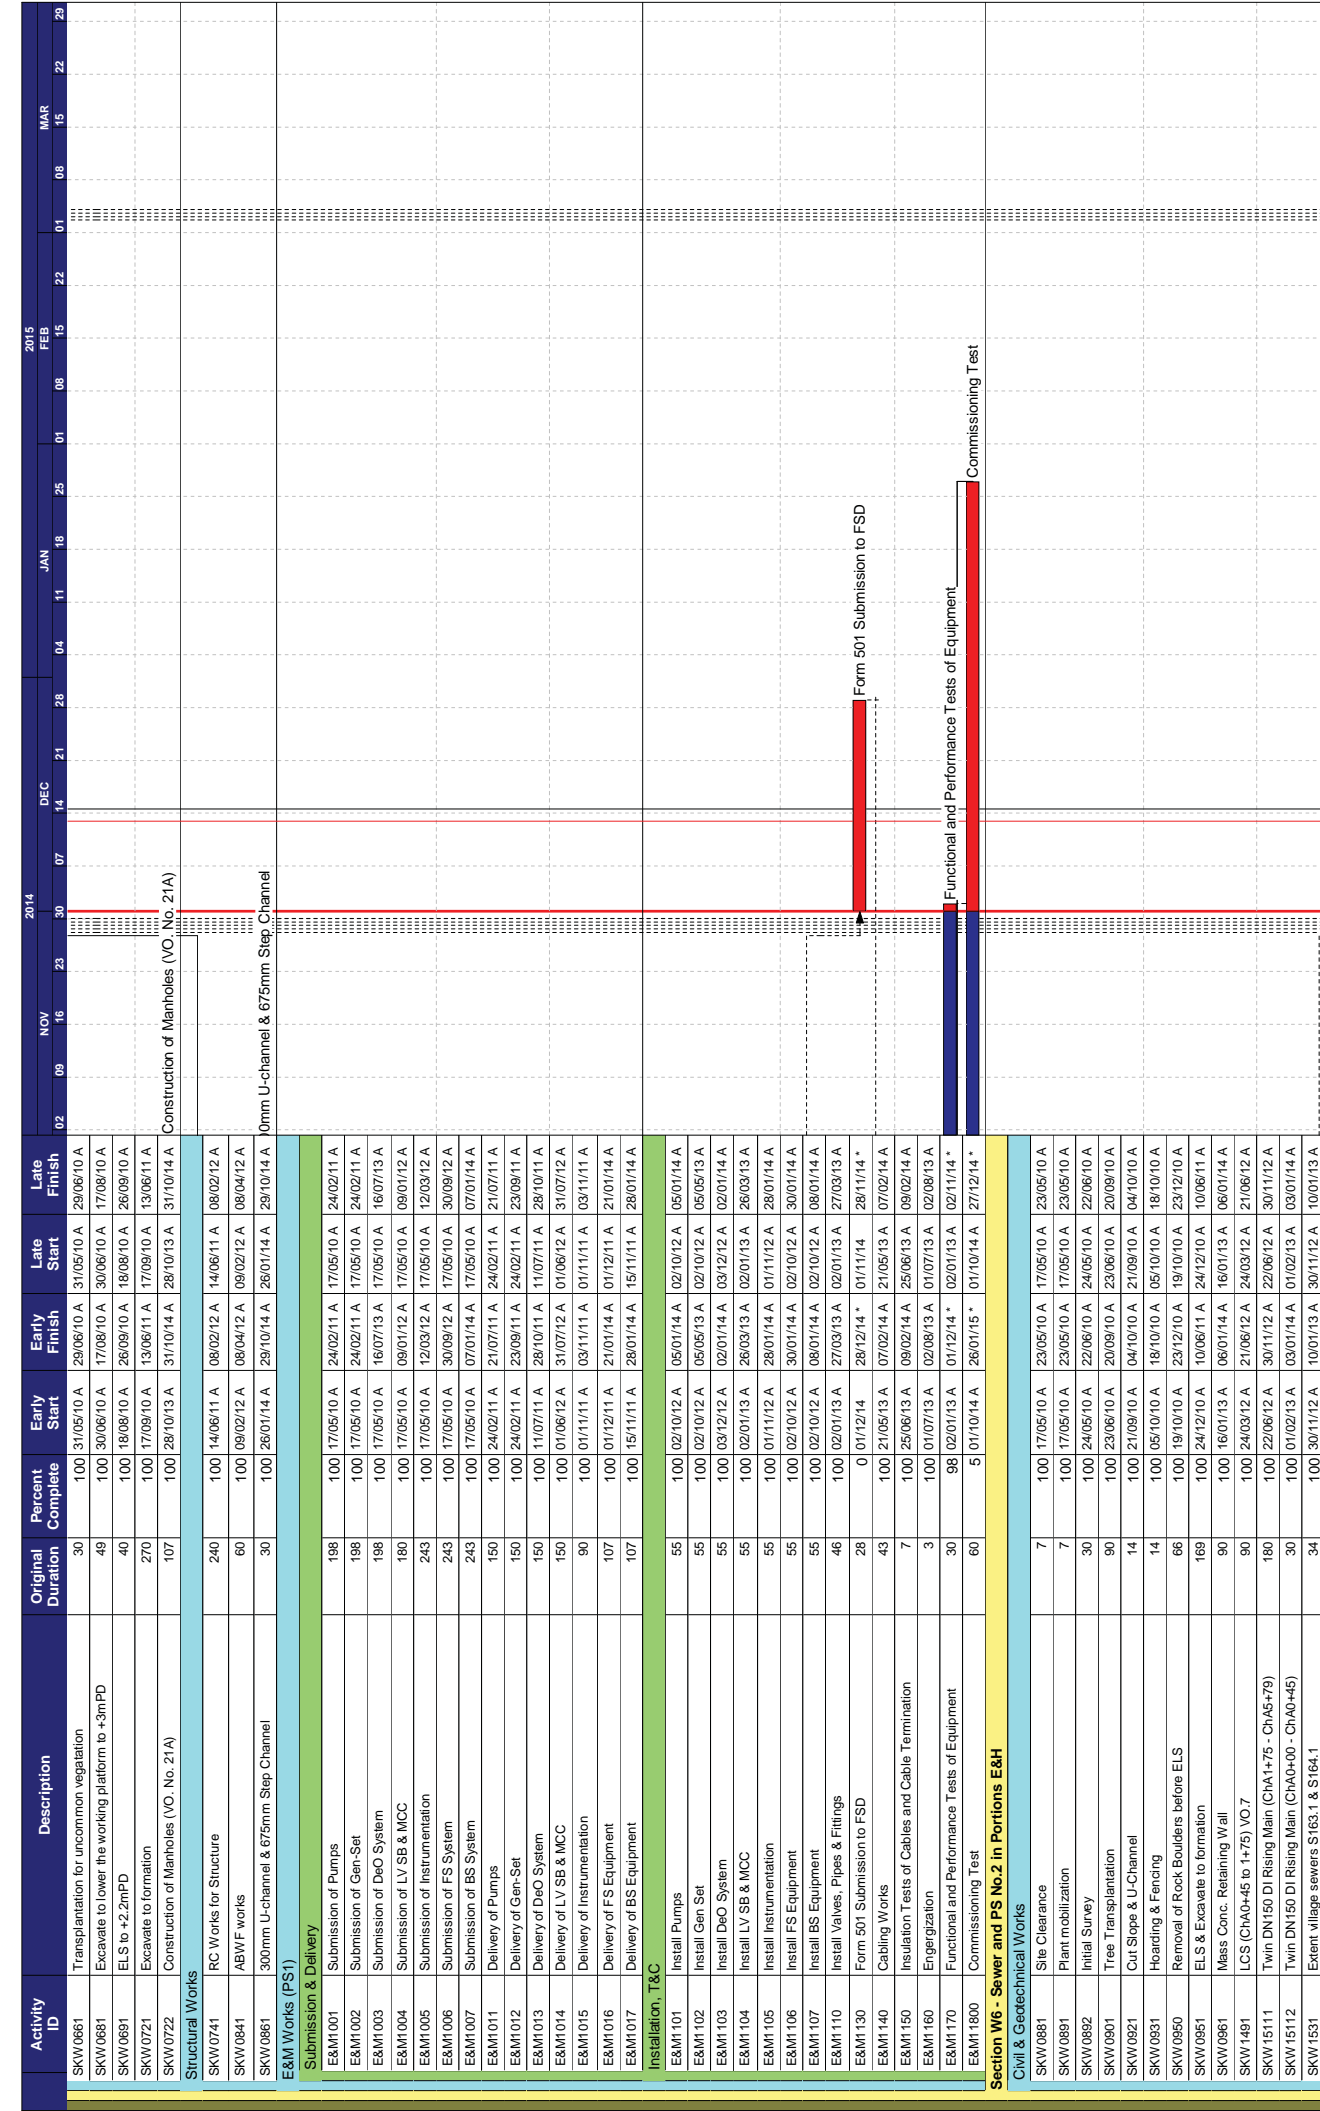 Activity ID Description Original Duration Percent Complete Early Start Early Finish Late Start Late Finish
2014 2015
NOV DEC JAN FEB MAR
02 09 16 23 30 07 14 21 28 04 11 18 25 01 08 15 22 01 08 15 22 29
SKW0661 Transplantation for uncommon vegatation 30 100 31/05/10 A 29/06/10 A 31/05/10 A 29/06/10 A
SKW0681 Excavate to lower the working platform to +3mPD 49 100 30/06/10 A 17/08/10 A 30/06/10 A 17/08/10 A
SKW0691 ELS to +2.2mPD 40 100 18/08/10 A 26/09/10 A 18/08/10 A 26/09/10 A
SKW0721 Excavate to formation 270 100 17/09/10 A 13/06/11 A 17/09/10 A 13/06/11 A
SKW0722 Construction of Manholes (VO. No. 21A) 107 100 28/10/13 A 31/10/14 A 28/10/13 A 31/10/14 A Construction of Manholes (VO. No. 21A)
Structural Works
SKW0741 RC Works for Structure 240 100 14/06/11 A 08/02/12 A 14/06/11 A 08/02/12 A
SKW0841 ABWF works 60 100 09/02/12 A 08/04/12 A 09/02/12 A 08/04/12 A
SKW0861 300mm U-channel & 675mm Step Channel 30 100 26/01/14 A 29/10/14 A 26/01/14 A 29/10/14 A 00mm U-channel & 675mm Step Channel
E&M Works (PS1)
Submission & Delivery
E&M1001 Submission of Pumps 198 100 17/05/10 A 24/02/11 A 17/05/10 A 24/02/11 A
E&M1002 Submission of Gen-Set 198 100 17/05/10 A 24/02/11 A 17/05/10 A 24/02/11 A
E&M1003 Submission of DeO System 198 100 17/05/10 A 16/07/13 A 17/05/10 A 16/07/13 A
E&M1004 Submission of LV SB & MCC 180 100 17/05/10 A 09/01/12 A 17/05/10 A 09/01/12 A
E&M1005 Submission of Instrumentation 243 100 17/05/10 A 12/03/12 A 17/05/10 A 12/03/12 A
E&M1006 Submission of FS System 243 100 17/05/10 A 30/09/12 A 17/05/10 A 30/09/12 A
E&M1007 Submission of BS System 243 100 17/05/10 A 07/01/14 A 17/05/10 A 07/01/14 A
E&M1011 Delivery of Pumps 150 100 24/02/11 A 21/07/11 A 24/02/11 A 21/07/11 A
E&M1012 Delivery of Gen-Set 150 100 24/02/11 A 23/09/11 A 24/02/11 A 23/09/11 A
E&M1013 Delivery of DeO System 150 100 11/07/11 A 28/10/11 A 11/07/11 A 28/10/11 A
E&M1014 Delivery of LV SB & MCC 150 100 01/06/12 A 31/07/12 A 01/06/12 A 31/07/12 A
E&M1015 Delivery of Instrumentation 90 100 01/11/11 A 03/11/11 A 01/11/11 A 03/11/11 A
E&M1016 Delivery of FS Equipment 107 100 01/12/11 A 21/01/14 A 01/12/11 A 21/01/14 A
E&M1017 Delivery of BS Equipment 107 100 15/11/11 A 28/01/14 A 15/11/11 A 28/01/14 A
Installation, T&C
E&M1101 Install Pumps 55 100 02/10/12 A 05/01/14 A 02/10/12 A 05/01/14 A
E&M1102 Install Gen Set 55 100 02/10/12 A 05/05/13 A 02/10/12 A 05/05/13 A
E&M1103 Install DeO System 55 100 03/12/12 A 02/01/14 A 03/12/12 A 02/01/14 A
E&M1104 Install LV SB & MCC 55 100 02/01/13 A 26/03/13 A 02/01/13 A 26/03/13 A
E&M1105 Install Instrumentation 55 100 01/11/12 A 28/01/14 A 01/11/12 A 28/01/14 A
E&M1106 Install FS Equipment 55 100 02/10/12 A 30/01/14 A 02/10/12 A 30/01/14 A
E&M1107 Install BS Equipment 55 100 02/10/12 A 08/01/14 A 02/10/12 A 08/01/14 A
E&M1110 Install Valves, Pipes & Fittings 46 100 02/01/13 A 27/03/13 A 02/01/13 A 27/03/13 A
E&M1130 Form 501 Submission to FSD 28 0 01/12/14 28/12/14 * 01/11/14 28/11/14 * Form 501 Submission to FSD
E&M1140 Cabling Works 43 100 21/05/13 A 07/02/14 A 21/05/13 A 07/02/14 A
E&M1150 Insulation Tests of Cables and Cable Termination 7 100 25/06/13 A 09/02/14 A 25/06/13 A 09/02/14 A
E&M1160 Engergization 3 100 01/07/13 A 02/08/13 A 01/07/13 A 02/08/13 A
E&M1170 Functional and Performance Tests of Equipment 30 98 02/01/13 A 01/12/14 * 02/01/13 A 02/11/14 * Functional and Performance Tests of Equipment
E&M11800 Commissioning Test 60 5 01/10/14 A 26/01/15 * 01/10/14 A 27/12/14 * Commissioning Test
Section W6 - Sewer and PS No.2 in Portions E&H
Civil & Geotechnical Works
SKW0881 Site Clearance 7 100 17/05/10 A 23/05/10 A 17/05/10 A 23/05/10 A
SKW0891 Plant mobilization 7 100 17/05/10 A 23/05/10 A 17/05/10 A 23/05/10 A
SKW0892 Initial Survey 30 100 24/05/10 A 22/06/10 A 24/05/10 A 22/06/10 A
SKW0901 Tree Transplantation 90 100 23/06/10 A 20/09/10 A 23/06/10 A 20/09/10 A
SKW0921 Cut Slope & U-Channel 14 100 21/09/10 A 04/10/10 A 21/09/10 A 04/10/10 A
SKW0931 Hoarding & Fencing 14 100 05/10/10 A 18/10/10 A 05/10/10 A 18/10/10 A
SKW0950 Removal of Rock Boulders before ELS 66 100 19/10/10 A 23/12/10 A 19/10/10 A 23/12/10 A
SKW0951 ELS & Excavate to formation 169 100 24/12/10 A 10/06/11 A 24/12/10 A 10/06/11 A
SKW0961 Mass Conc. Retaining Wall 90 100 16/01/13 A 06/01/14 A 16/01/13 A 06/01/14 A
SKW1491 LCS (ChA0+45 to 1+75) VO.7 90 100 24/03/12 A 21/06/12 A 24/03/12 A 21/06/12 A
SKW15111 Twin DN150 DI Rising Main (ChA1+75 - ChA5+79) 180 100 22/06/12 A 30/11/12 A 22/06/12 A 30/11/12 A
SKW15112 Twin DN150 DI Rising Main (ChA0+00 - ChA0+45) 30 100 01/02/13 A 03/01/14 A 01/02/13 A 03/01/14 A
SKW1531 Extent village sewers S163.1 & S164.1 34 100 30/11/12 A 10/01/13 A 30/11/12 A 10/01/13 A